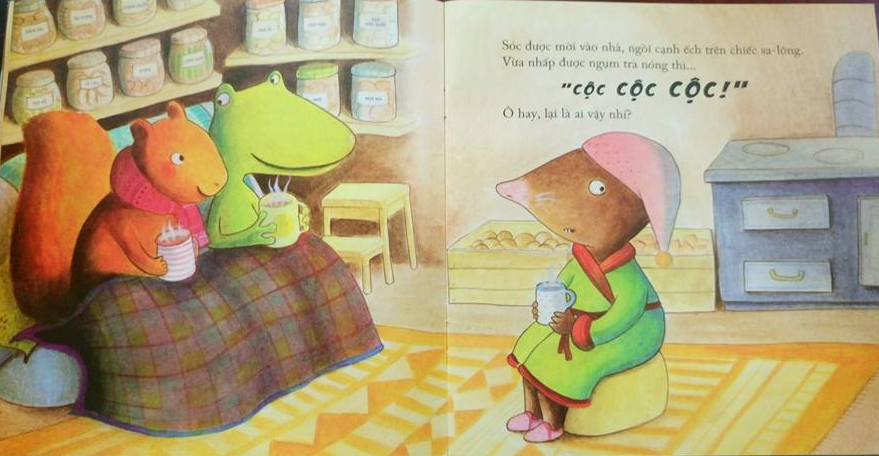 Sóc được mời vào nhà, ngồi cạnh ếch trên chiếc sa-lông.
Vừa nhấp được ngụm trà nóng thì...
"CỘC CỘC CỘC!"
Ồ hay, lại là ai vậy nhỉ?